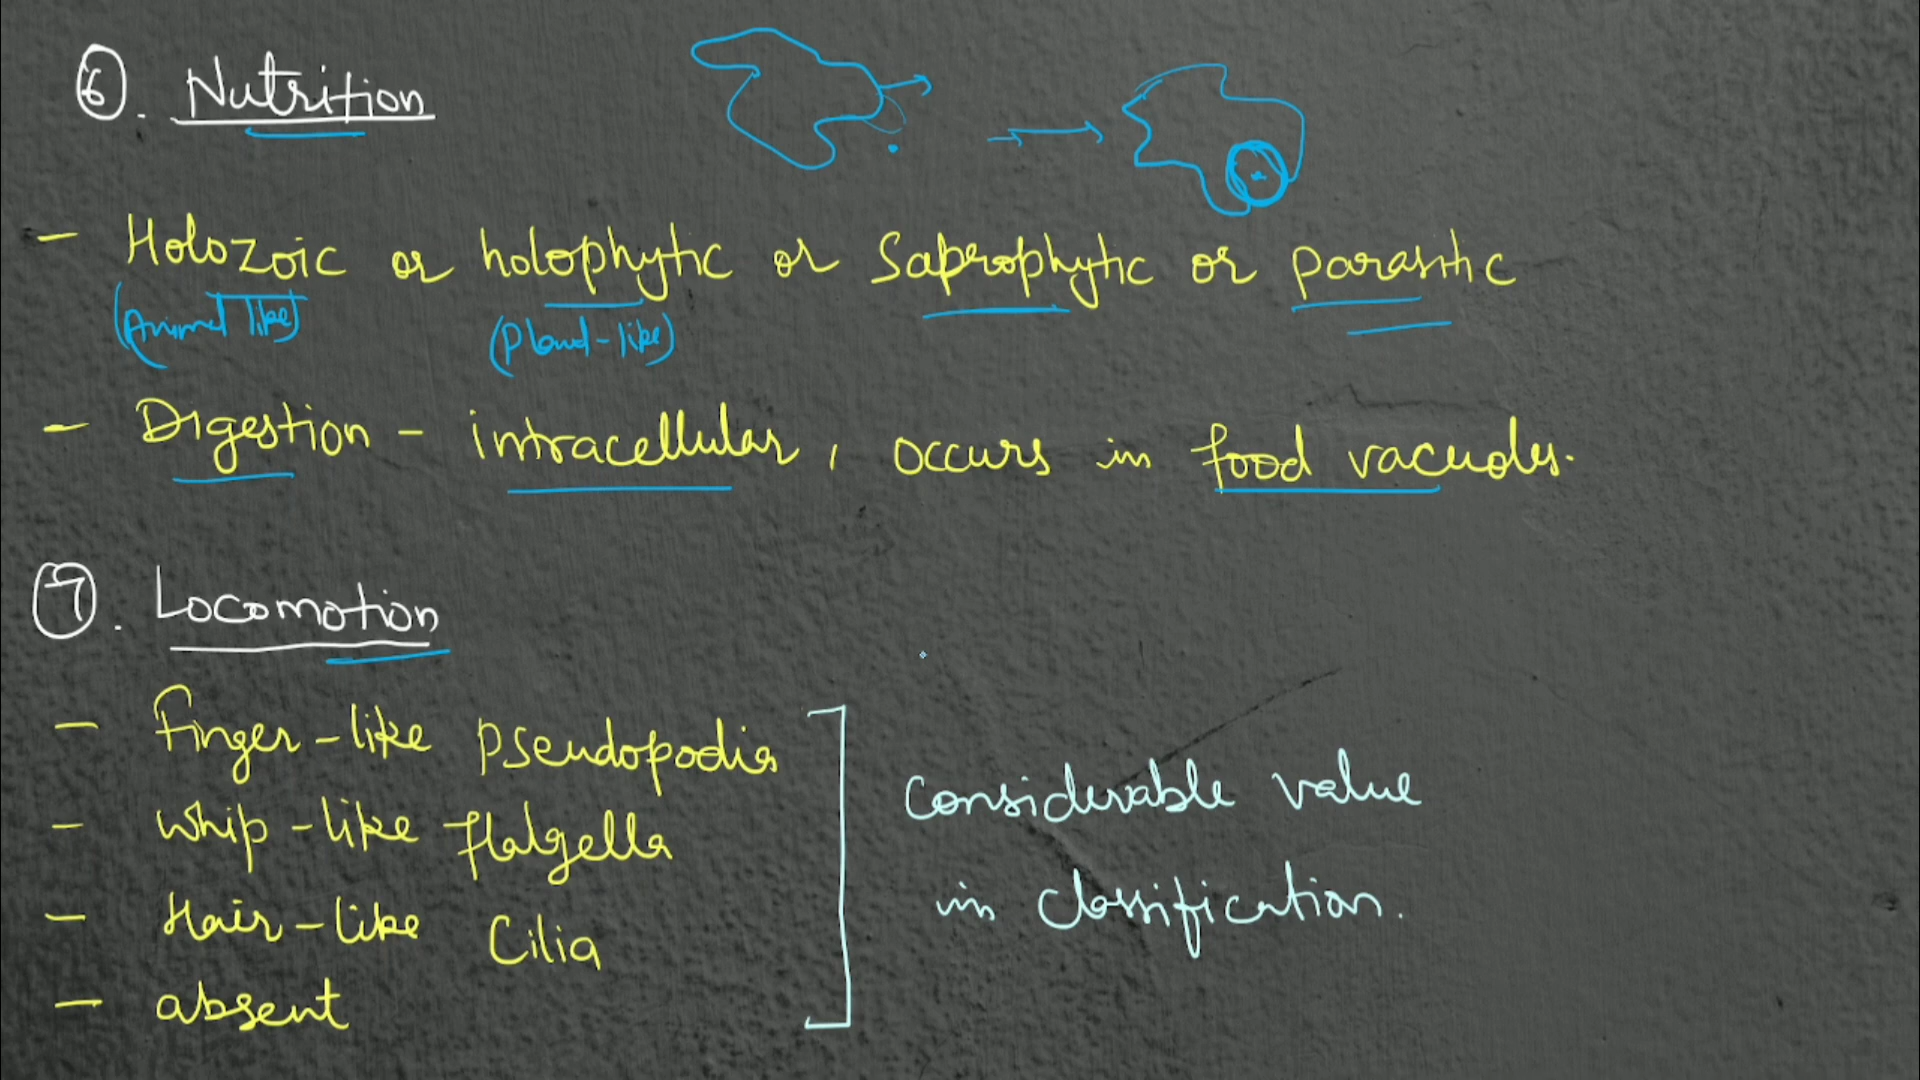 6. Nutrition
- Holozoic or holophytic or Saprophytic or parasitic
(Animal like) (Plant-like)
- Digestion - intracellular, occurs in food vacuoles.
7. Locomotion
- Finger-like pseudopodia
- Whip-like flalgella
- Hair-like Cilia
- absent
Considerable value
in classification.